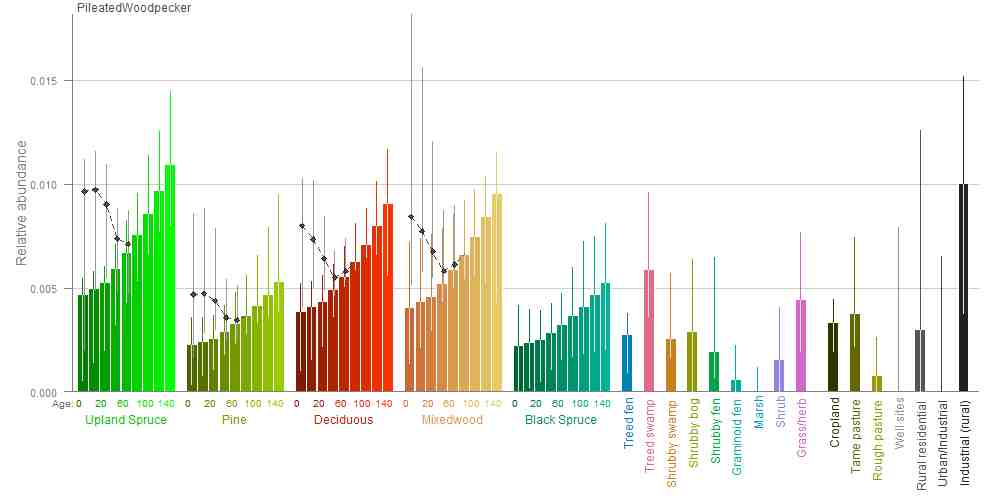 PileatedWoodpecker
Relative abundance
0.015
0.010
0.005
0.000
Age: 0 20 60 100 140 0 20 60 100 140 0 20 60 100 140 0 20 60 100 140 0 20 60 100 140
Upland Spruce Pine Deciduous Mixedwood Black Spruce
Treed fen
Treed swamp
Shrubby swamp
Shrubby bog
Shrubby fen
Graminoid fen
Marsh
Shrub
Grass/herb
Cropland
Tame pasture
Rough pasture
Well sites
Rural residential
Urban/Industrial
Industrial (rural)